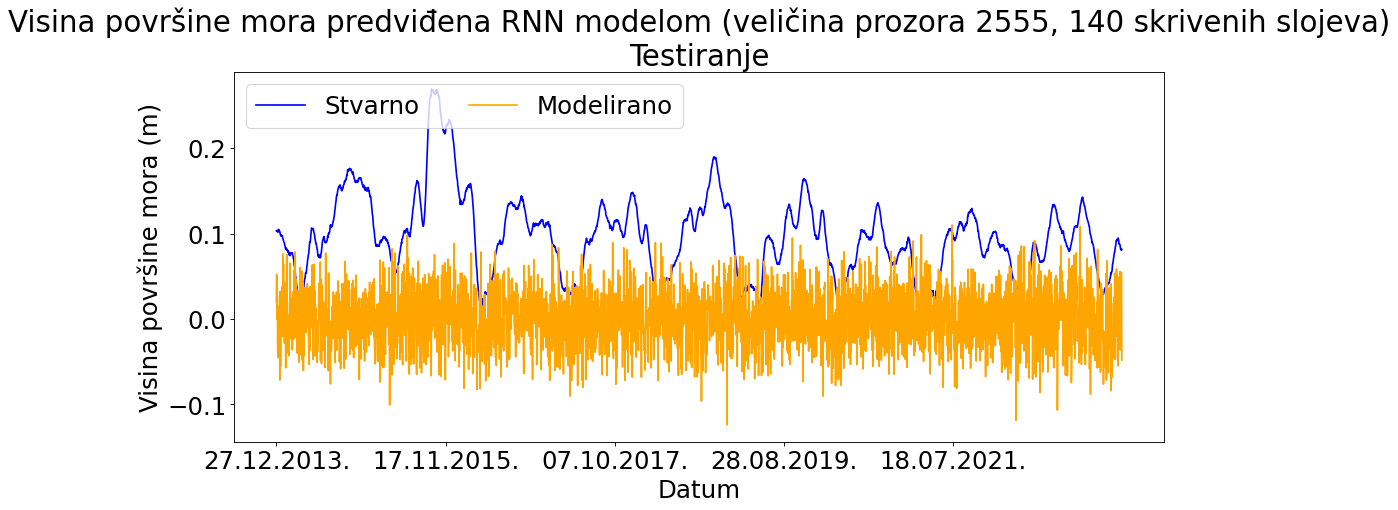 Visina površine mora predviđena RNN modelom (veličina prozora 2555, 140 skrivenih slojeva)
Testiranje
Stvarno Modelirano
Visina površine mora (m)
0.2
0.1
0.0
−0.1
27.12.2013. 17.11.2015. 07.10.2017. 28.08.2019. 18.07.2021.
Datum